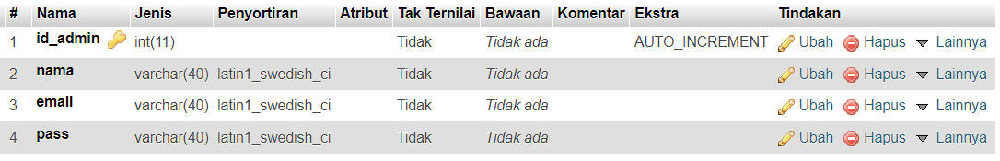 # Nama Jenis Penyortiran Atribut Tak Ternilai Bawaan Komentar Ekstra Tindakan
1 id_admin int(11) Tidak Tidak ada AUTO_INCREMENT Ubah Hapus Lainnya
2 nama varchar(40) latin1_swedish_ci Tidak Tidak ada Ubah Hapus Lainnya
3 email varchar(40) latin1_swedish_ci Tidak Tidak ada Ubah Hapus Lainnya
4 pass varchar(40) latin1_swedish_ci Tidak Tidak ada Ubah Hapus Lainnya